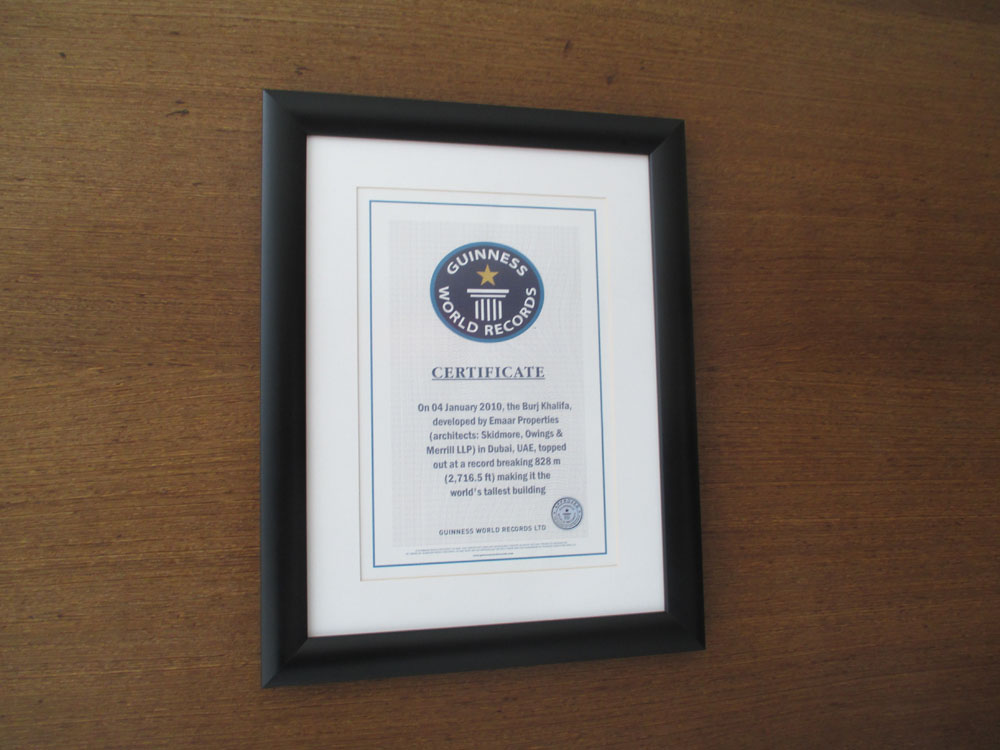 GUINNESS
WORLD RECORDS
CERTIFICATE
On 04 January 2010, the Burj Khalifa,
developed by Emaar Properties
(architects: Skidmore, Owings &
Merrill LLP) in Dubai, UAE, topped
out at a record breaking 828 m
(2,716.5 ft) making it the
world's tallest building
GUINNESS WORLD RECORDS LTD